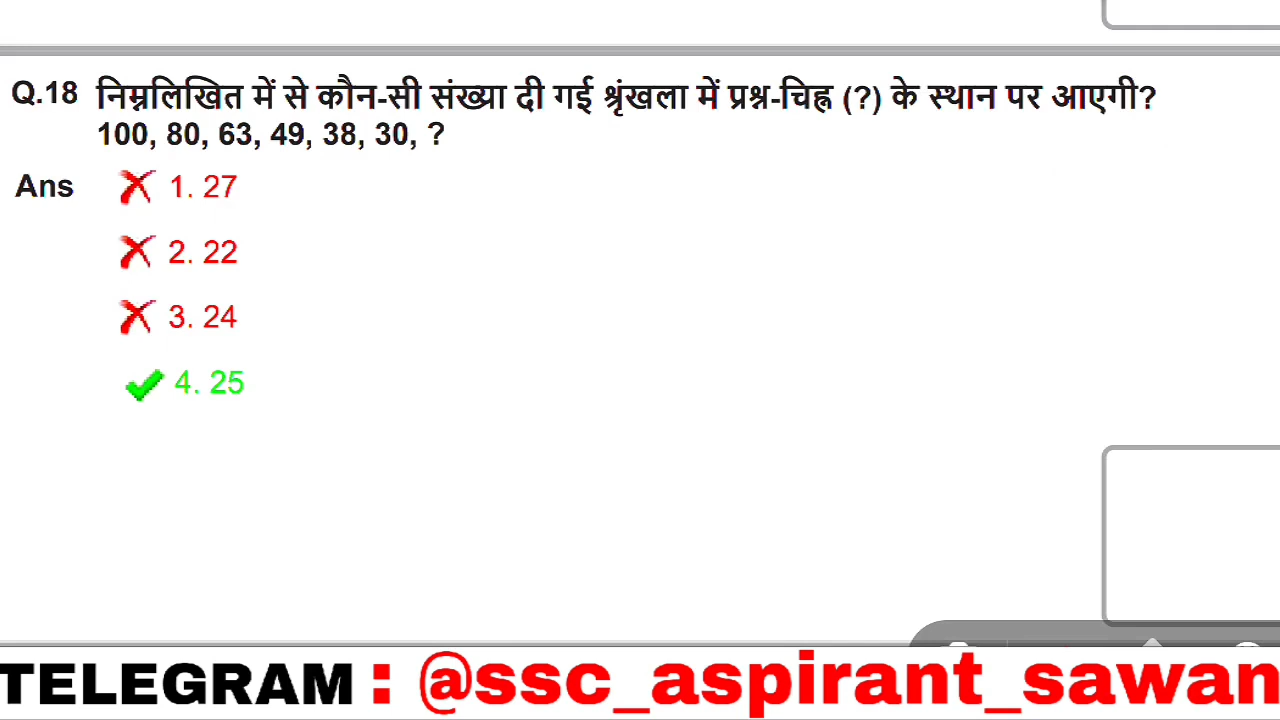 Q.18 निम्नलिखित में से कौन-सी संख्या दी गई श्रृंखला में प्रश्न-चिह्न (?) के स्थान पर आएगी?
100, 80, 63, 49, 38, 30, ?
Ans 1. 27
2. 22
3. 24
4. 25
TELEGRAM : @ssc_aspirant_sawan